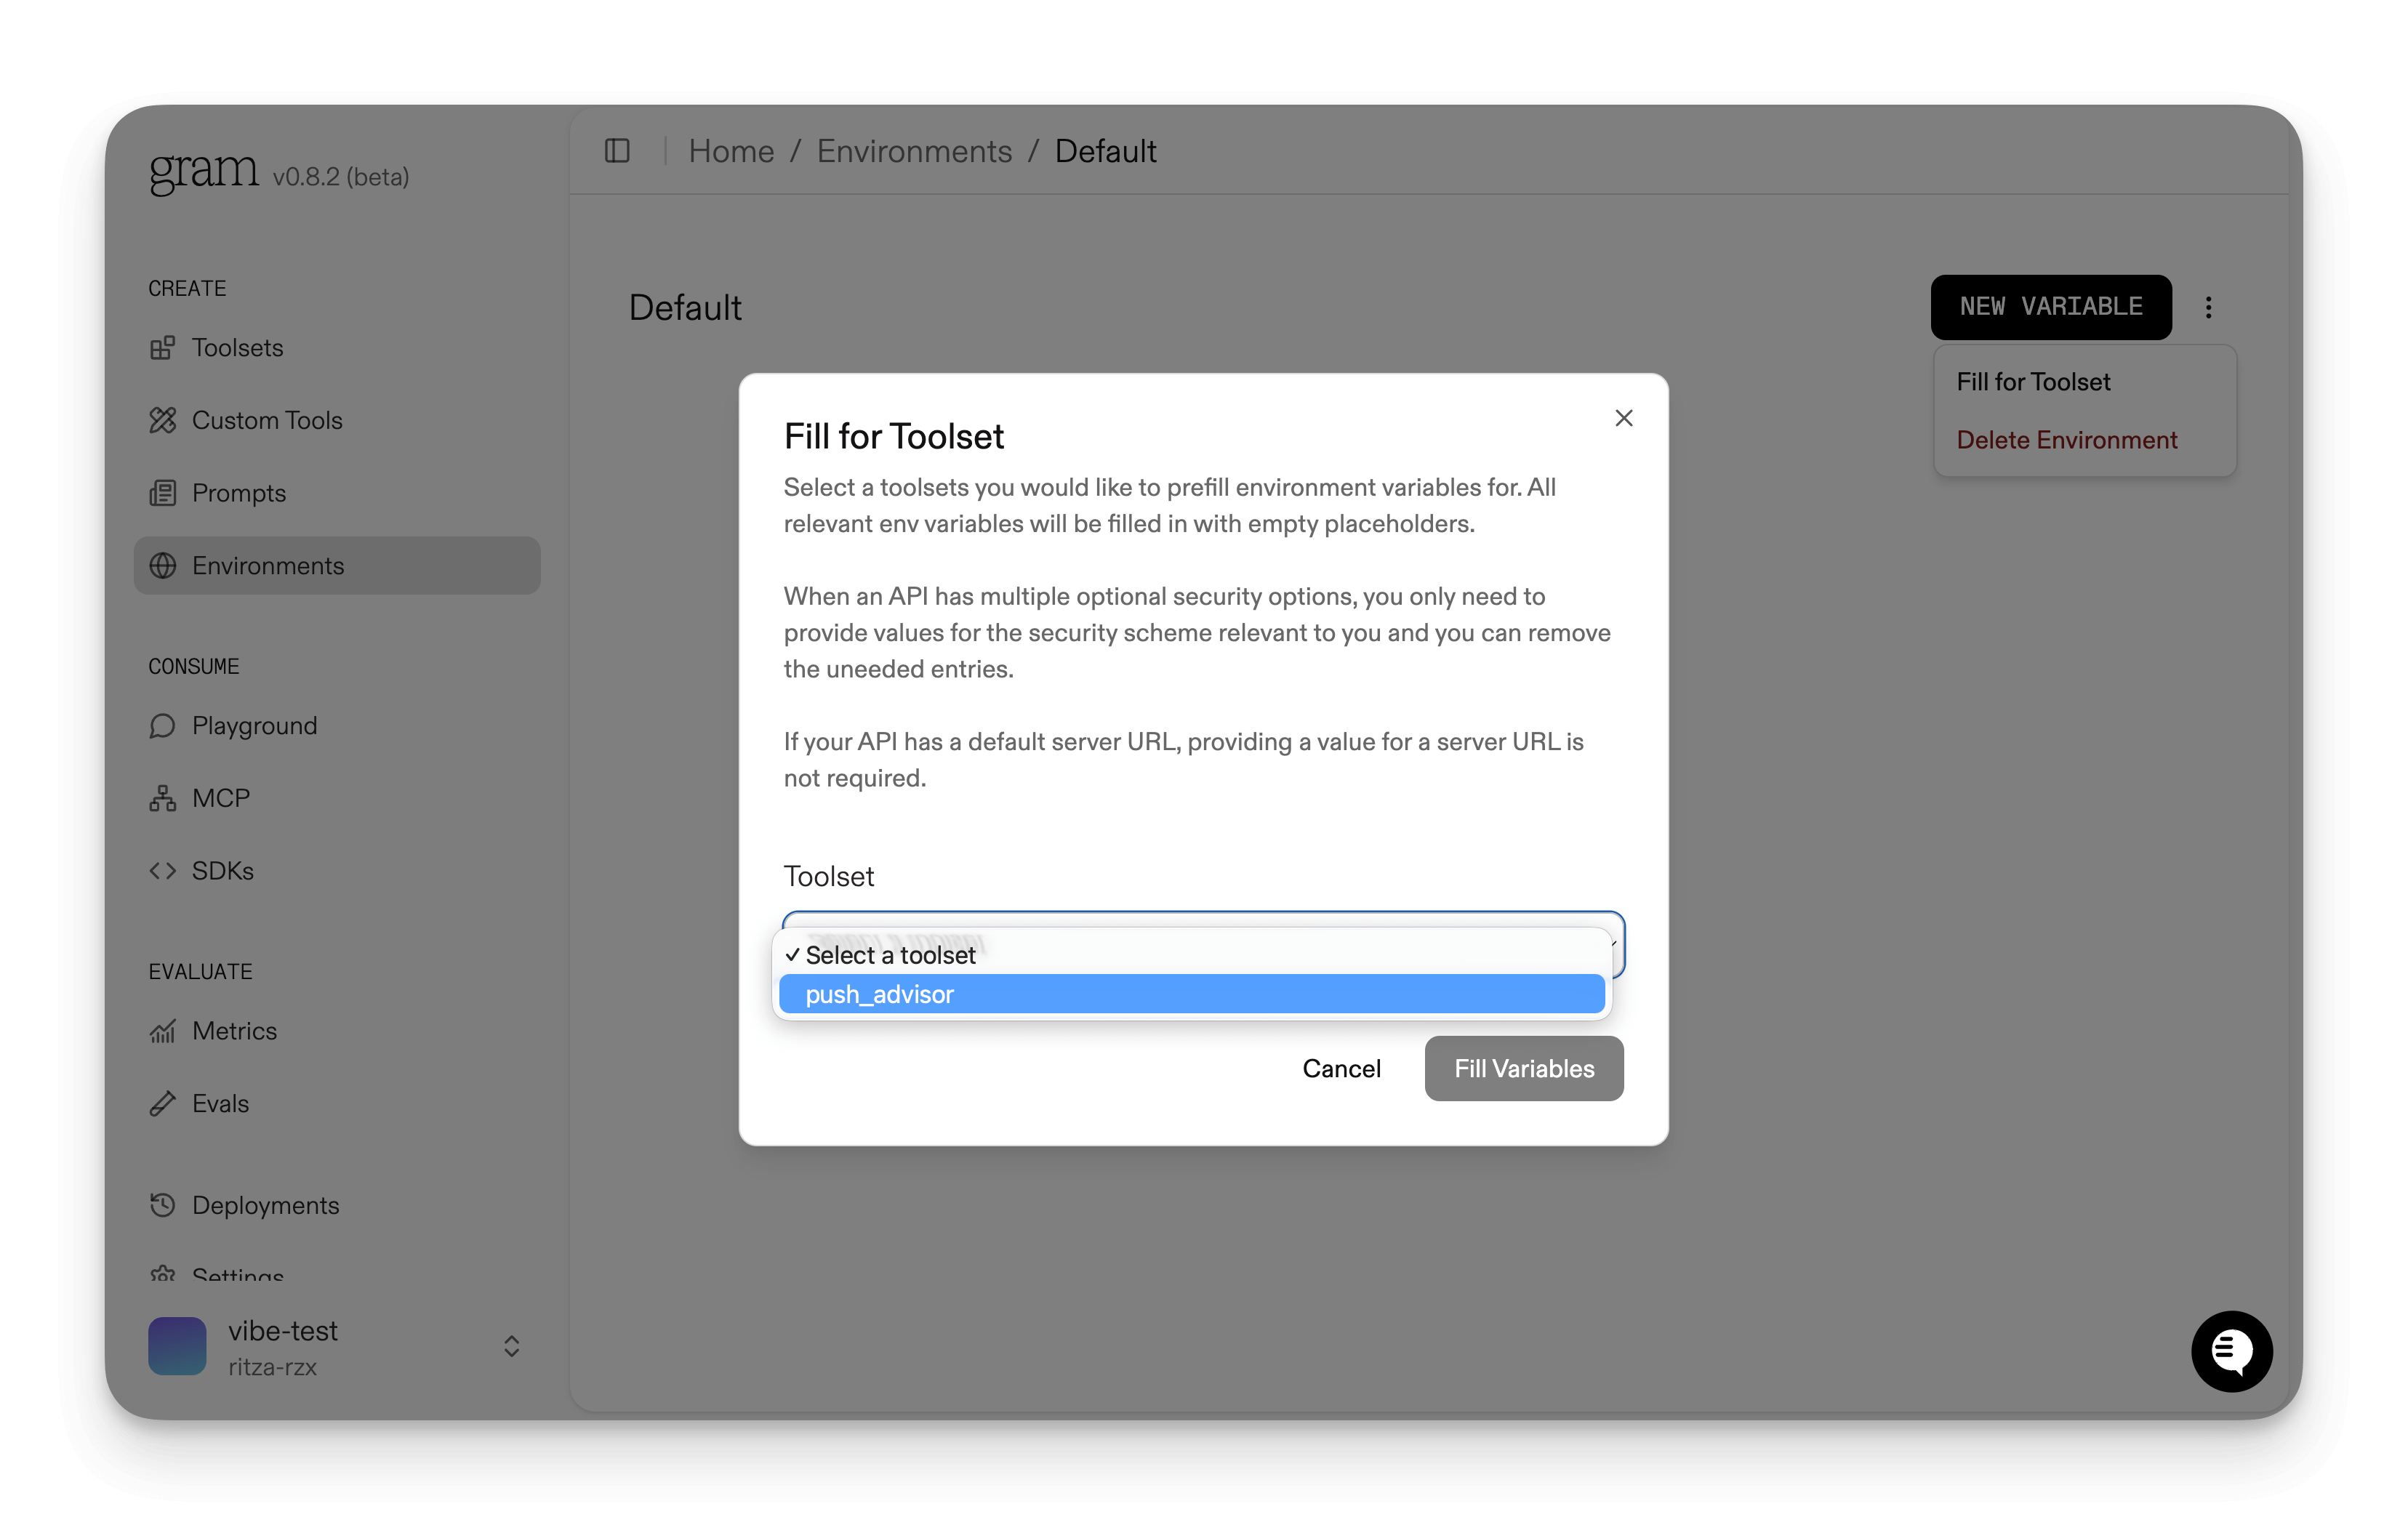 gram v0.8.2 (beta)
CREATE
Toolsets
Custom Tools
Prompts
Environments
CONSUME
Playground
MCP
SDKs
EVALUATE
Metrics
Evals
Deployments
Settings
vibe-test
ritza-rzx
Home / Environments / Default
Default
NEW VARIABLE
Fill for Toolset
Delete Environment
Fill for Toolset
Select a toolsets you would like to prefill environment variables for. All
relevant env variables will be filled in with empty placeholders.
When an API has multiple optional security options, you only need to
provide values for the security scheme relevant to you and you can remove
the uneeded entries.
If your API has a default server URL, providing a value for a server URL is
not required.
Toolset
Select a toolset
push_advisor
Cancel
Fill Variables